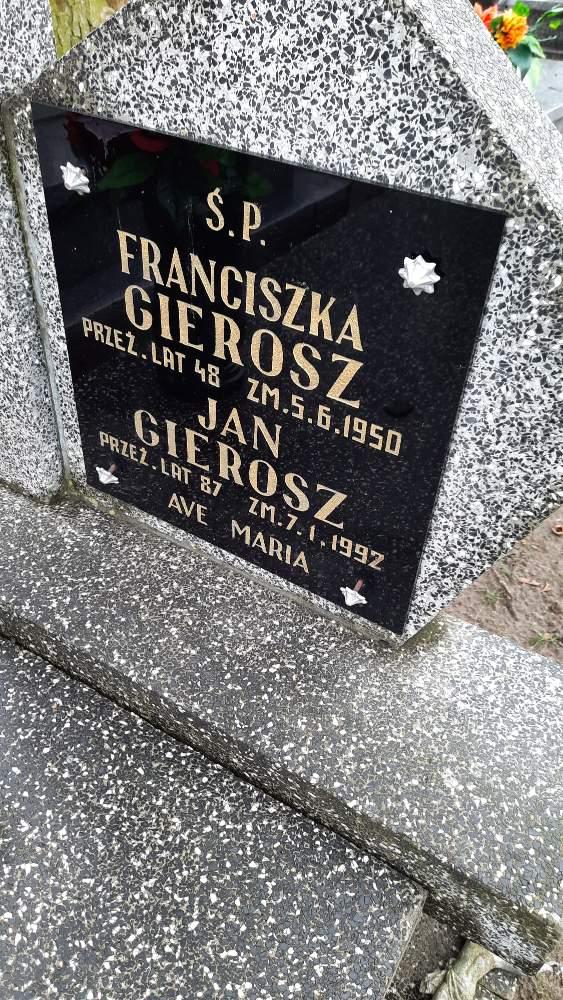 Ś.P.
FRANCISZKA
GIEROSZ
PRZEŻ.LAT 48 ZM.5.6.1950
JAN
GIEROSZ
PRZEŻ.LAT 87 ZM.7.1.1992
AVE MARIA